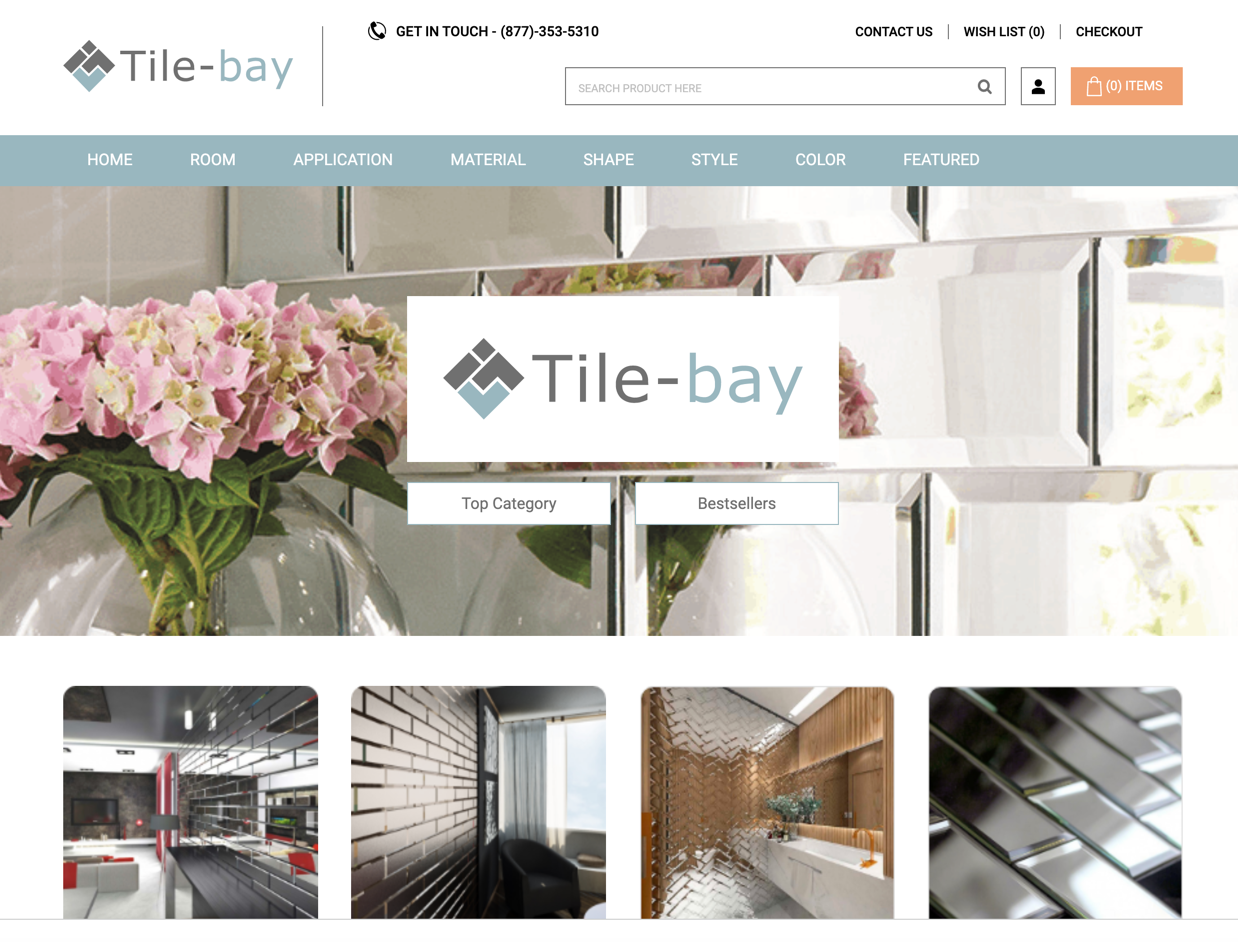 GET IN TOUCH - (877)-353-5310
CONTACT US
WISH LIST (0)
CHECKOUT
Tile-bay
SEARCH PRODUCT HERE
(0) ITEMS
HOME
ROOM
APPLICATION
MATERIAL
SHAPE
STYLE
COLOR
FEATURED
Tile-bay
Top Category
Bestsellers